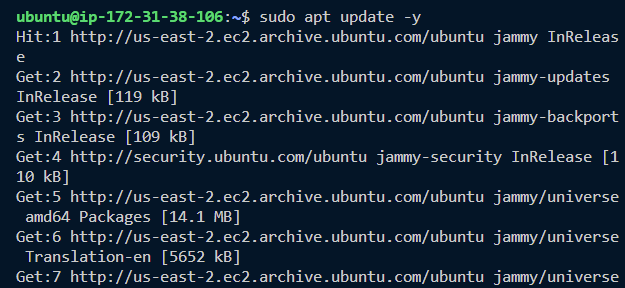 ubuntu@ip-172-31-38-106:~$ sudo apt update -y
Hit:1 http://us-east-2.ec2.archive.ubuntu.com/ubuntu jammy InReleas
e
Get:2 http://us-east-2.ec2.archive.ubuntu.com/ubuntu jammy-updates
InRelease [119 kB]
Get:3 http://us-east-2.ec2.archive.ubuntu.com/ubuntu jammy-backport
s InRelease [109 kB]
Get:4 http://security.ubuntu.com/ubuntu jammy-security InRelease [1
10 kB]
Get:5 http://us-east-2.ec2.archive.ubuntu.com/ubuntu jammy/universe
 amd64 Packages [14.1 MB]
Get:6 http://us-east-2.ec2.archive.ubuntu.com/ubuntu jammy/universe
 Translation-en [5652 kB]
Get:7 http://us-east-2.ec2.archive.ubuntu.com/ubuntu jammy/universe